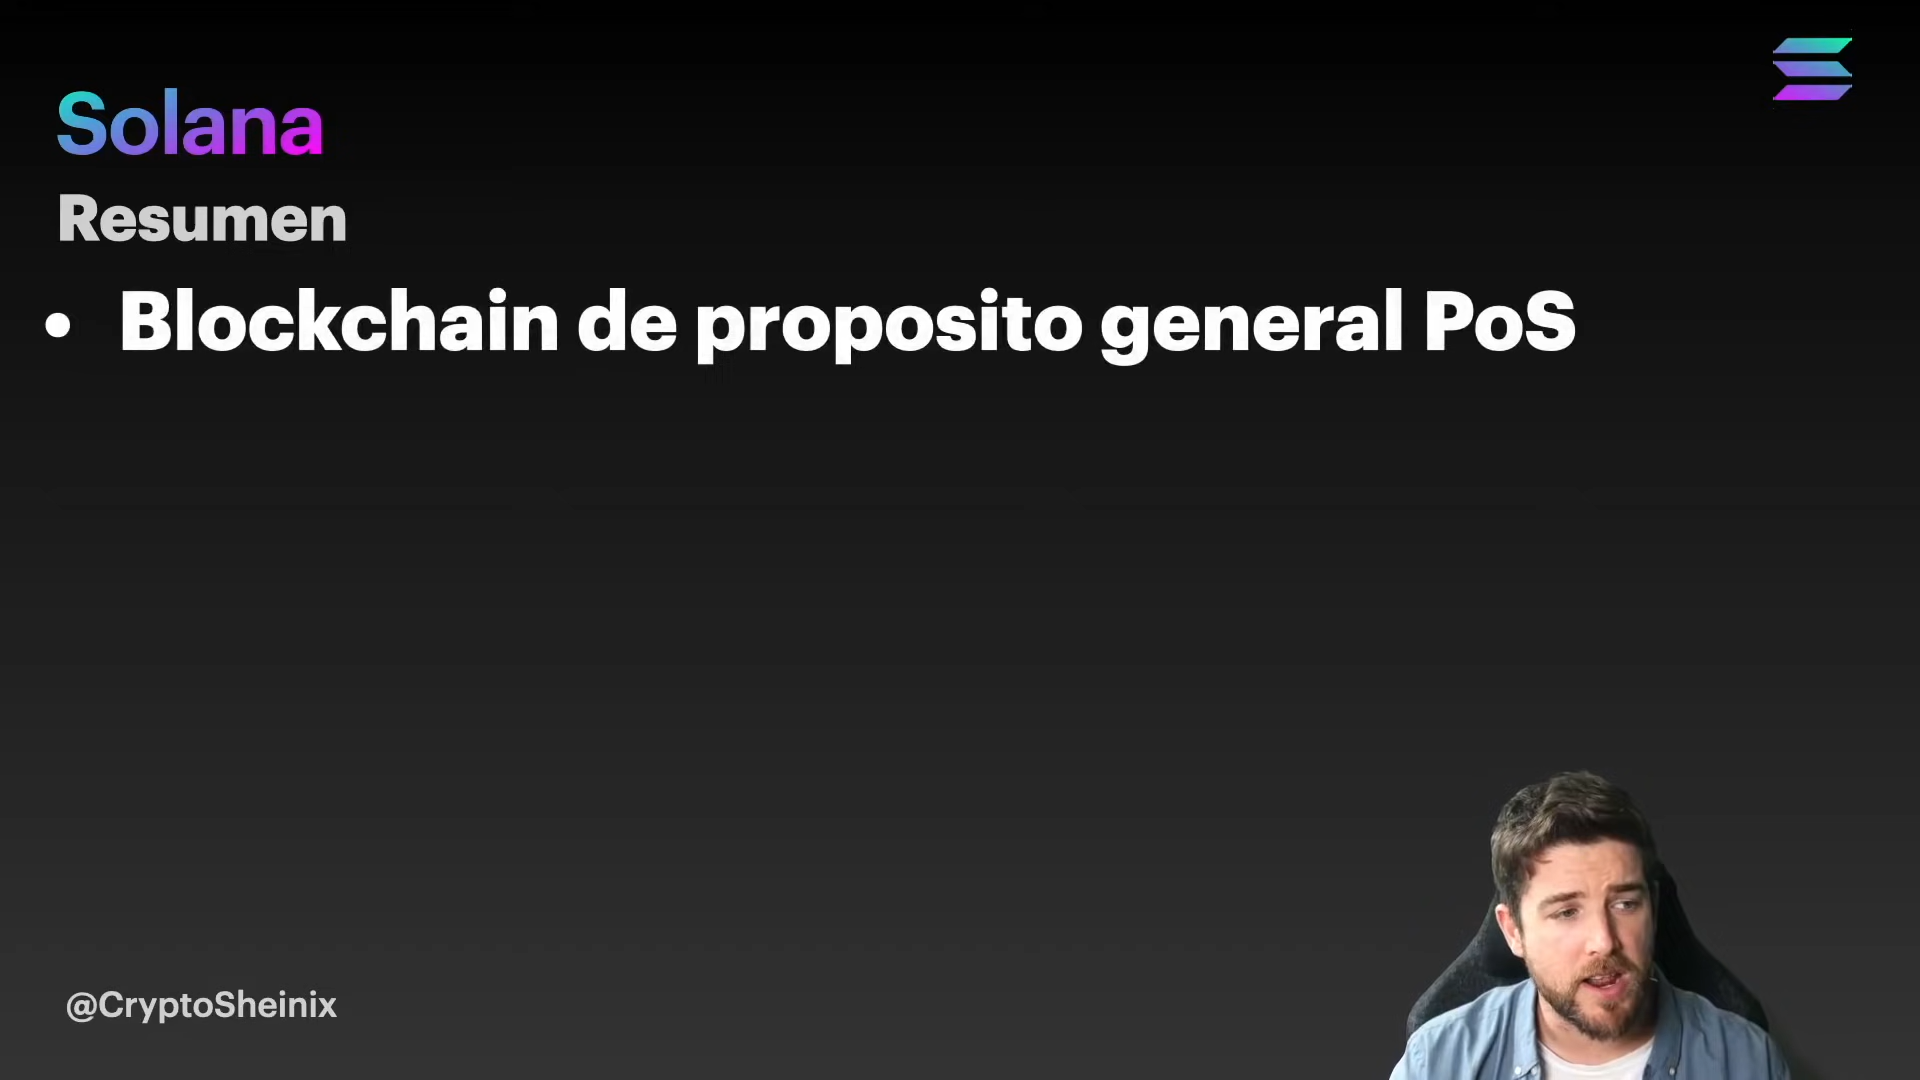 Solana
Resumen
• Blockchain de proposito general PoS
@CryptoSheinix